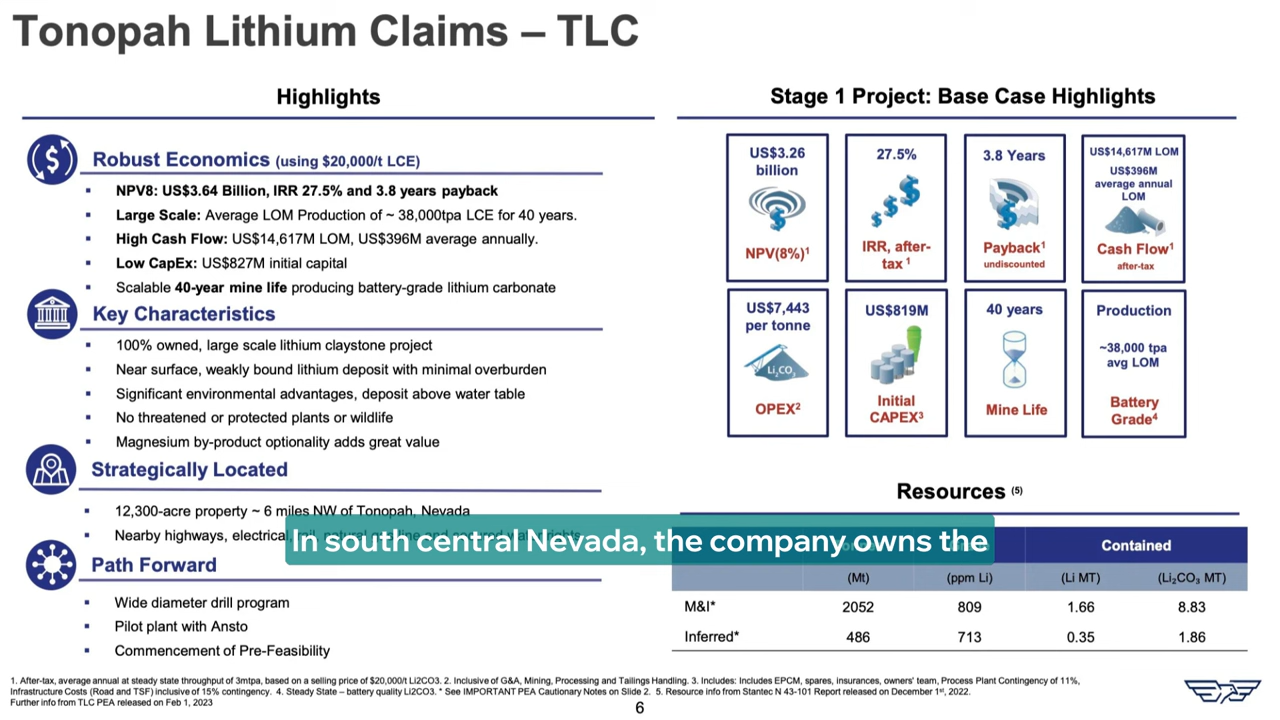 Tonopah Lithium Claims – TLC
Highlights
Robust Economics (using $20,000/t LCE)
▪ NPV8: US$3.64 Billion, IRR 27.5% and 3.8 years payback
▪ Large Scale: Average LOM Production of ~ 38,000tpa LCE for 40 years.
▪ High Cash Flow: US$14,617M LOM, US$396M average annually.
▪ Low CapEx: US$827M initial capital
▪ Scalable 40-year mine life producing battery-grade lithium carbonate
Key Characteristics
▪ 100% owned, large scale lithium claystone project
▪ Near surface, weakly bound lithium deposit with minimal overburden
▪ Significant environmental advantages, deposit above water table
▪ No threatened or protected plants or wildlife
▪ Magnesium by-product optionality adds great value
Strategically Located
▪ 12,300-acre property ~ 6 miles NW of Tonopah, Nevada
▪ Nearby highways, electrical,
In south central Nevada, the company owns the
Path Forward
▪ Wide diameter drill program
▪ Pilot plant with Ansto
▪ Commencement of Pre-Feasibility
Stage 1 Project: Base Case Highlights
US$3.26
billion
NPV(8%)¹
27.5%
IRR, after-
tax ¹
3.8 Years
Payback¹
undiscounted
US$14,617M LOM
US$396M
average annual
LOM
Cash Flow¹
after-tax
US$7,443
per tonne
Li₂CO₃
OPEX²
US$819M
Initial
CAPEX³
40 years
Mine Life
Production
~38,000 tpa
avg LOM
Battery
Grade⁴
Resources (5)
Contained
(Mt) (ppm Li) (Li MT) (Li₂CO₃ MT)
M&I* 2052 809 1.66 8.83
Inferred* 486 713 0.35 1.86
1. After-tax, average annual at steady state throughput of 3mtpa, based on a selling price of $20,000/t Li2CO3. 2. Inclusive of G&A, Mining, Processing and Tailings Handling. 3. Includes: Includes EPCM, spares, insurances, owners' team, Process Plant Contingency of 11%,
Infrastructure Costs (Road and TSF) inclusive of 15% contingency. 4. Steady State – battery quality Li2CO3. * See IMPORTANT PEA Cautionary Notes on Slide 2. 5. Resource info from Stantec N 43-101 Report released on December 1st, 2022.
Further info from TLC PEA released on Feb 1, 2023
6